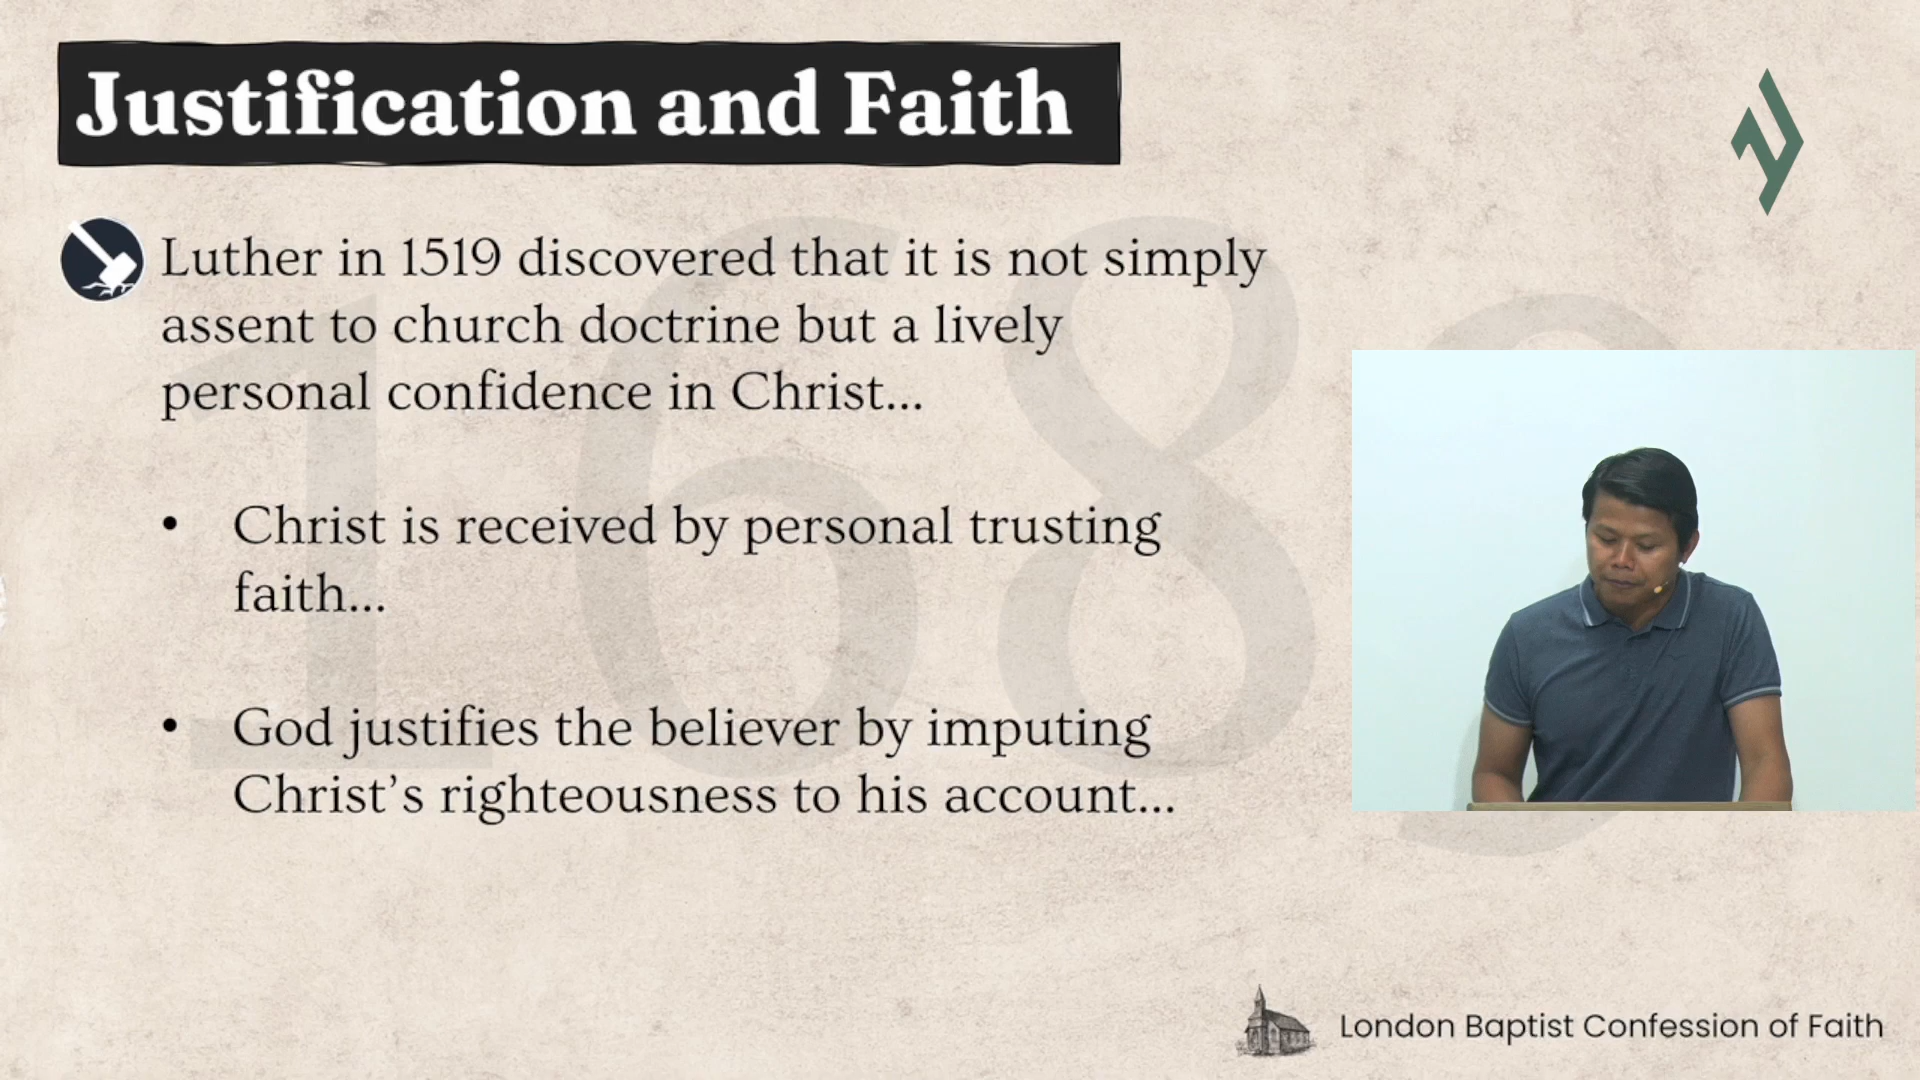 Justification and Faith
Luther in 1519 discovered that it is not simply
assent to church doctrine but a lively
personal confidence in Christ...
• Christ is received by personal trusting
faith...
• God justifies the believer by imputing
Christ’s righteousness to his account...
1689
London Baptist Confession of Faith